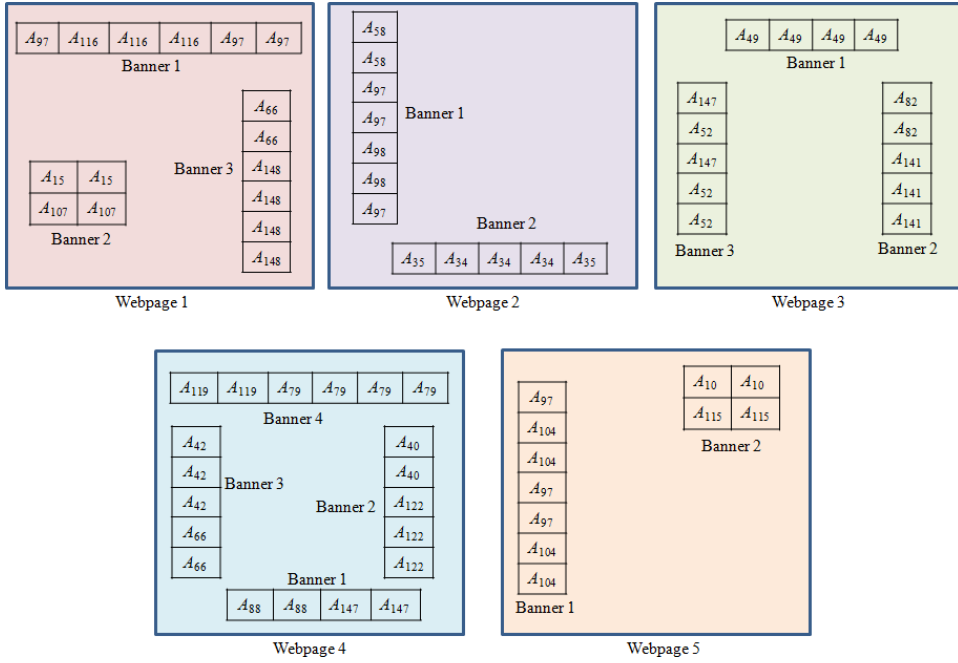 A97 A116 A116 A116 A97 A97
Banner 1
A66
A66
A148
A148
A148
A148
Banner 3
A15 A15
A107 A107
Banner 2
Webpage 1
A58
A58
A97
A97
A98
A98
A97
Banner 1
Banner 2
A35 A34 A34 A34 A35
Webpage 2
A49 A49 A49 A49
Banner 1
A147
A52
A147
A52
A52
Banner 3
A82
A82
A141
A141
A141
Banner 2
Webpage 3
A119 A119 A79 A79 A79 A79
Banner 4
A42
A42
A42
A66
A66
Banner 3
A40
A40
A122
A122
A122
Banner 2
Banner 1
A88 A88 A147 A147
Webpage 4
A97
A104
A104
A97
A97
A104
A104
Banner 1
A10 A10
A115 A115
Banner 2
Webpage 5